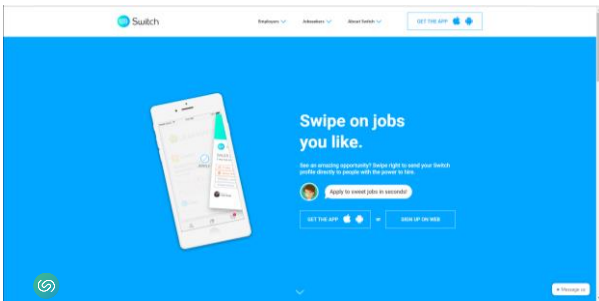 Switch
Employers
Jobseekers
About Switch
GET THE APP
Swipe on jobs
you like.
See an amazing opportunity? Swipe right to send your Switch
profile directly to people with the power to hire.
Apply to sweet jobs in seconds!
GET THE APP
or
SIGN UP ON WEB
Message us